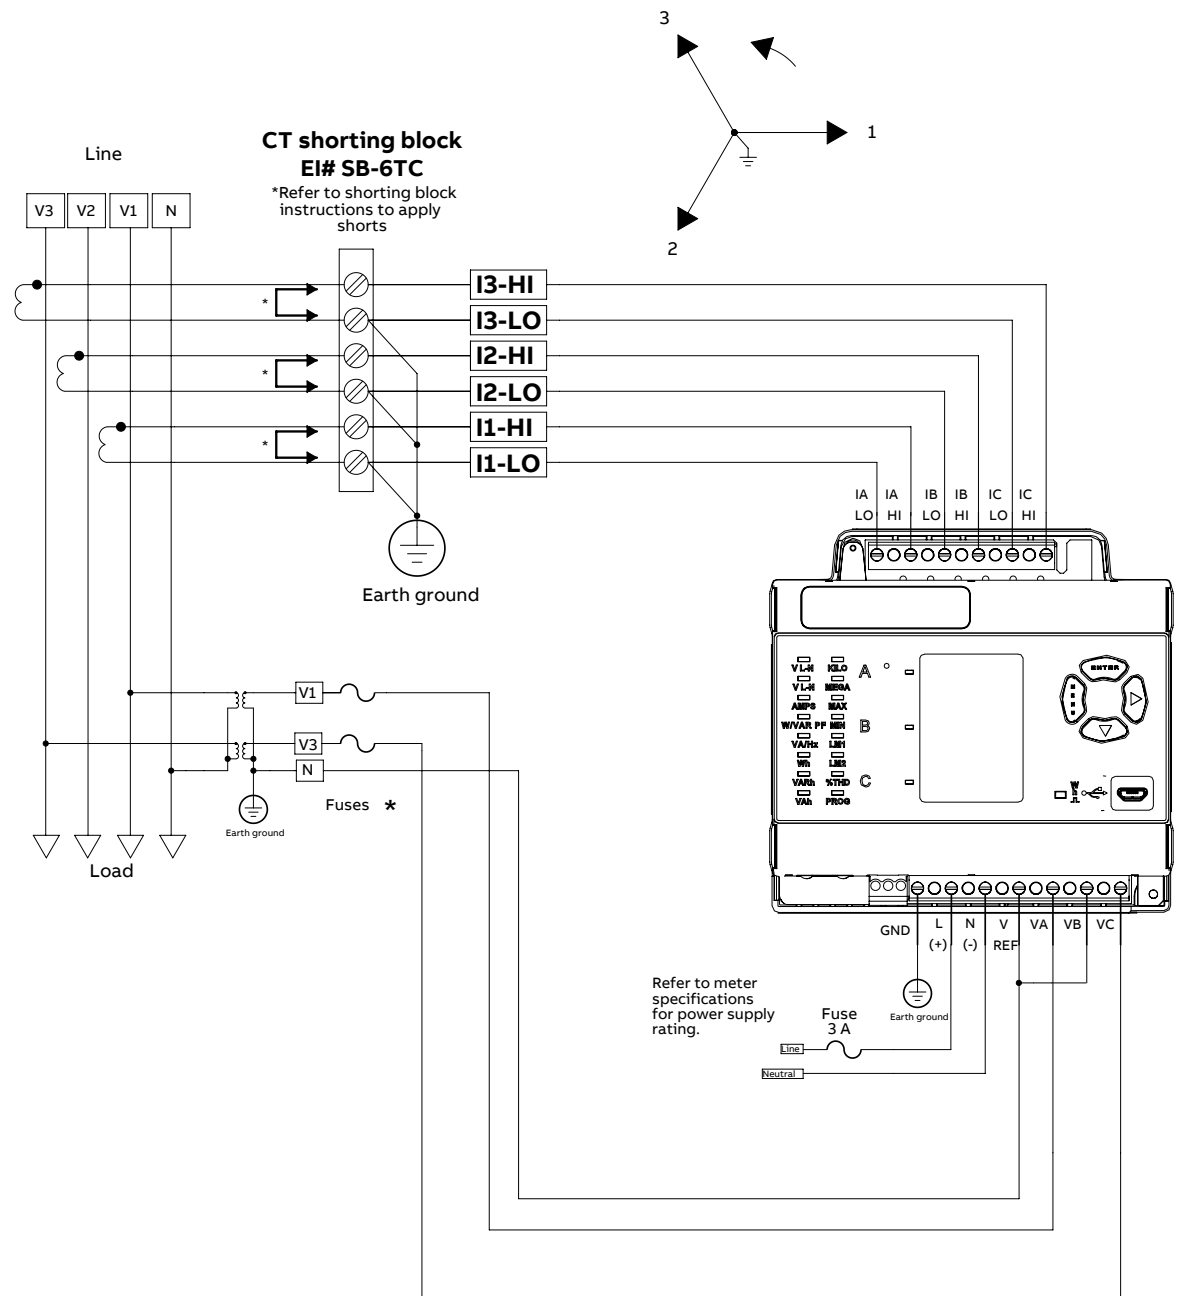 3
1
2
Line
CT shorting block
EI# SB-6TC
*Refer to shorting block
instructions to apply
shorts
V3 V2 V1 N
* I3-HI
I3-LO
* I2-HI
I2-LO
* I1-HI
I1-LO
IA IA IB IB IC IC
LO HI LO HI LO HI
Earth ground
V L-N KILO A ENTER
V L-N MEGA MENU
AMPS MAX
W/VAR PF MIN B
VA/Hz LM1
Wh LM2
VARh %THD C Wh
VAh PROG
V1
V3
N
Fuses *
Earth ground
Load
GND L N V VA VB VC
(+) (-) REF
Refer to meter
specifications
for power supply
rating.
Earth ground
Fuse
3 A
Line
Neutral